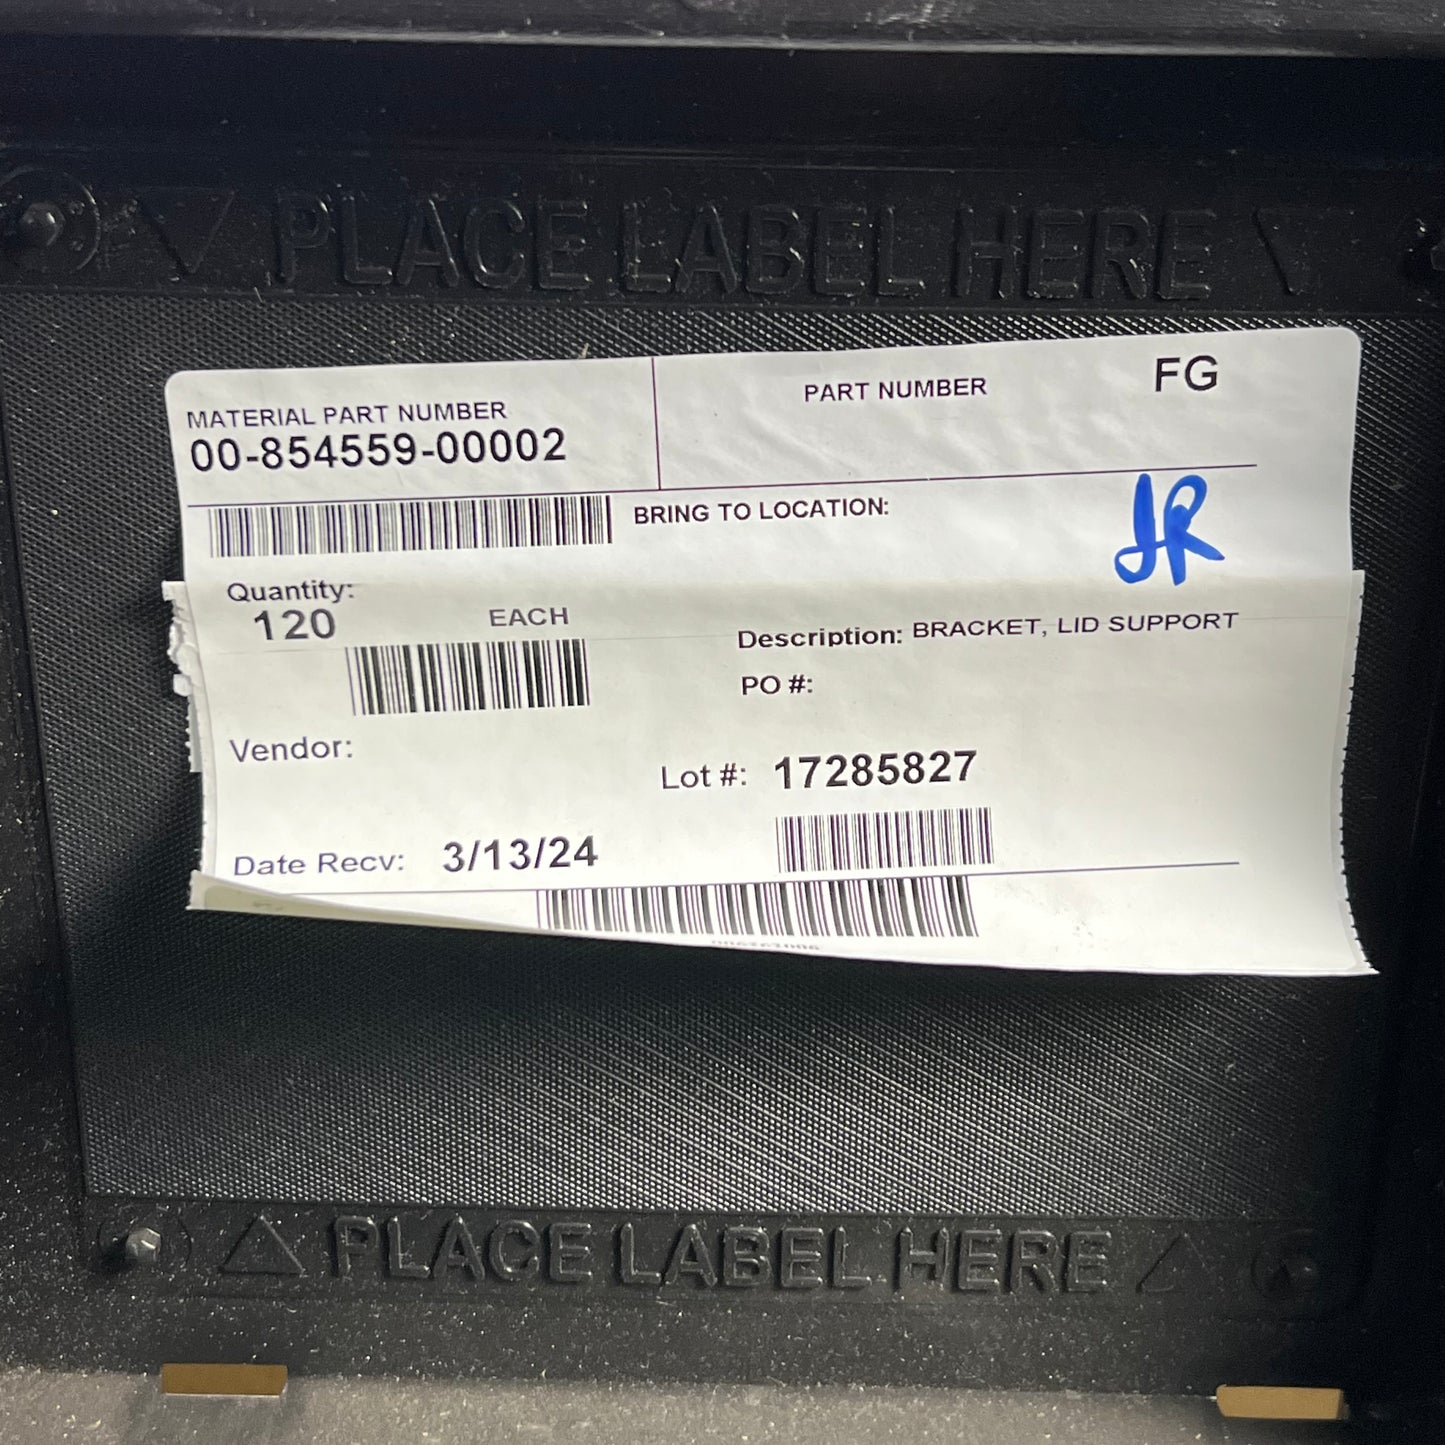 PLACE LABEL HERE
MATERIAL PART NUMBER
00-854559-00002
PART NUMBER
FG
BRING TO LOCATION:
JR
Quantity:
120 EACH
Description: BRACKET, LID SUPPORT
PO #:
Vendor:
Lot #: 17285827
Date Recv: 3/13/24
PLACE LABEL HERE